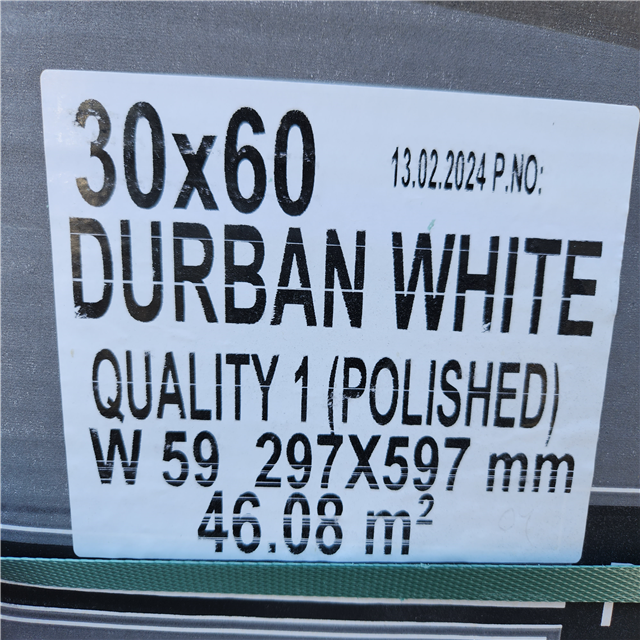 30x60
13.02.2024 P.NO:
DURBAN WHITE
QUALITY 1 (POLISHED)
W 59 297X597 mm
46.08 m²